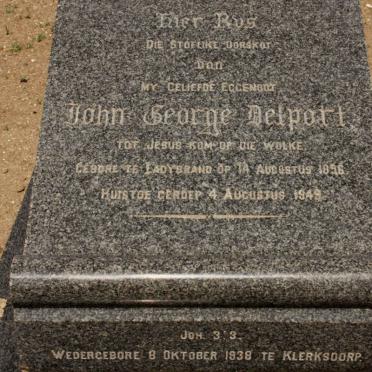 Hier Rus
Die Stoflike Oorskot
van
My Geliefde Eggenoot
John George Delport
tot Jesus kom op die wolke.
Gebore te Ladybrand op 14 Augustus 1896
Huistoe geroep 4 Augustus 1949
Joh. 3:3.
Wedergebore 8 Oktober 1938 te Klerksdorp.